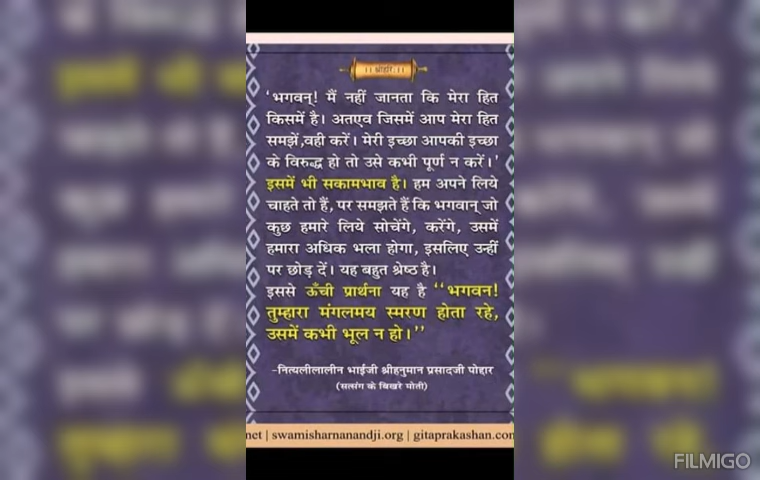 ।। श्रीहरि: ।।
'भगवन्! मैं नहीं जानता कि मेरा हित
किसमें है। अतएव जिसमें आप मेरा हित
समझें,वही करें। मेरी इच्छा आपकी इच्छा
के विरुद्ध हो तो उसे कभी पूर्ण न करें।'
इसमें भी सकामभाव है। हम अपने लिये
चाहते तो हैं, पर समझते हैं कि भगवान् जो
कुछ हमारे लिये सोचेंगे, करेंगे, उसमें
हमारा अधिक भला होगा, इसलिए उन्हीं
पर छोड़ दें। यह बहुत श्रेष्ठ है।
इससे ऊँची प्रार्थना यह है ‘‘भगवन!
तुम्हारा मंगलमय स्मरण होता रहे,
उसमें कभी भूल न हो।’’
-नित्यलीलालीन भाईजी श्रीहनुमान प्रसादजी पोद्दार
(सत्संग के बिखरे मोती)
net | swamisharnanandji.org | gitaprakashan.com
FILMIGO